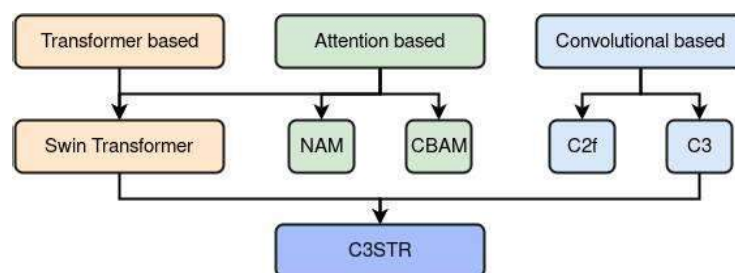 Transformer based
Attention based
Convolutional based
Swin Transformer
NAM
CBAM
C2f
C3
C3STR